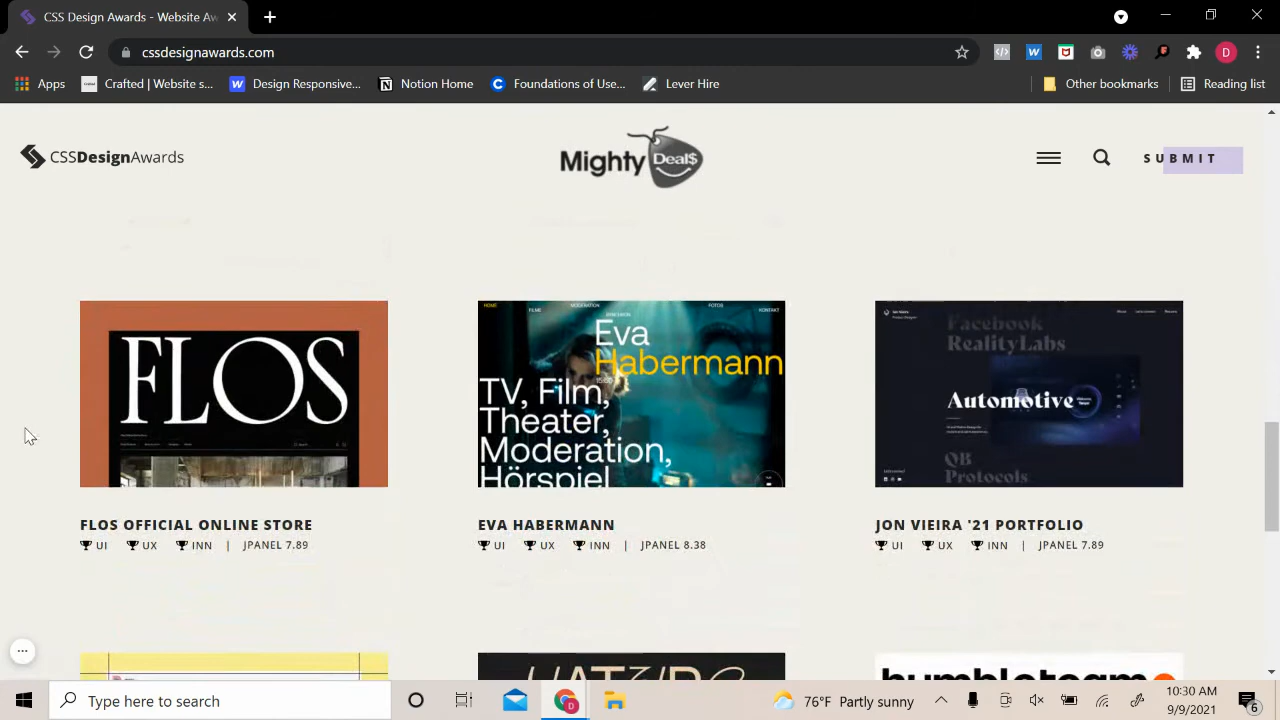 CSS Design Awards - Website Aw
cssdesignawards.com
Apps
Crafted | Website s...
Design Responsive...
Notion Home
Foundations of Use...
Lever Hire
Other bookmarks
Reading list
CSSDesignAwards
Mighty Deal$
SUBMIT
FLOS
HOME
FILME
MODERATION
SYNCHRON
FOTOS
KONTAKT
Eva
Habermann
TV, Film,
Theater,
Moderation,
Hörspiel
Facebook
RealityLabs
Automotive
QB
Protocols
FLOS OFFICIAL ONLINE STORE
UI UX INN | JPANEL 7.89
EVA HABERMANN
UI UX INN | JPANEL 8.38
JON VIEIRA '21 PORTFOLIO
UI UX INN | JPANEL 7.89
humbleteam
Type here to search
76°F Partly sunny
10:30 AM
9/9/2021
6